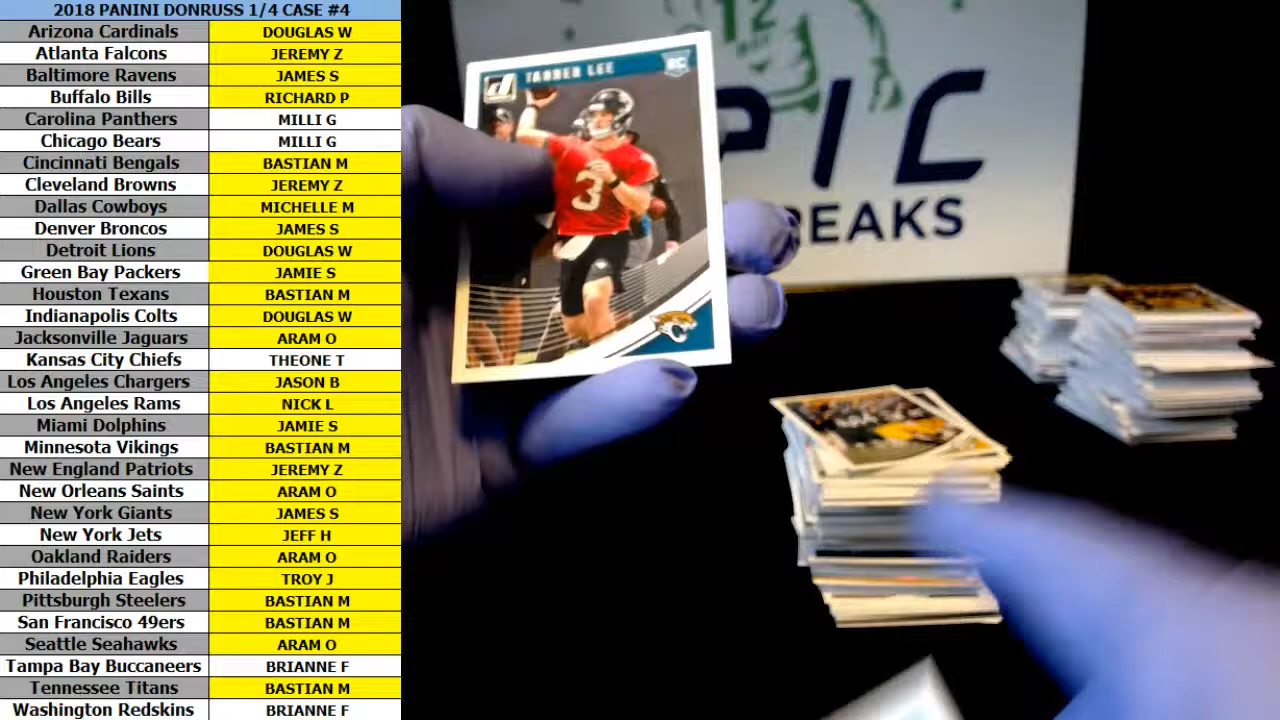 2018 PANINI DONRUSS 1/4 CASE #4
Arizona Cardinals DOUGLAS W
Atlanta Falcons JEREMY Z
Baltimore Ravens JAMES S
Buffalo Bills RICHARD P
Carolina Panthers MILLI G
Chicago Bears MILLI G
Cincinnati Bengals BASTIAN M
Cleveland Browns JEREMY Z
Dallas Cowboys MICHELLE M
Denver Broncos JAMES S
Detroit Lions DOUGLAS W
Green Bay Packers JAMIE S
Houston Texans BASTIAN M
Indianapolis Colts DOUGLAS W
Jacksonville Jaguars ARAM O
Kansas City Chiefs THEONE T
Los Angeles Chargers JASON B
Los Angeles Rams NICK L
Miami Dolphins JAMIE S
Minnesota Vikings BASTIAN M
New England Patriots JEREMY Z
New Orleans Saints ARAM O
New York Giants JAMES S
New York Jets JEFF H
Oakland Raiders ARAM O
Philadelphia Eagles TROY J
Pittsburgh Steelers BASTIAN M
San Francisco 49ers BASTIAN M
Seattle Seahawks ARAM O
Tampa Bay Buccaneers BRIANNE F
Tennessee Titans BASTIAN M
Washington Redskins BRIANNE F
TANNER LEE
RC
3
12
PIC
REAKS